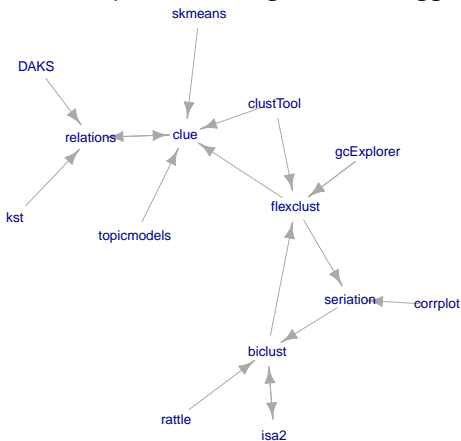 skmeans
DAKS
clustTool
relations
clue
gcExplorer
kst
topicmodels
flexclust
seriation
corrplot
biclust
rattle
isa2